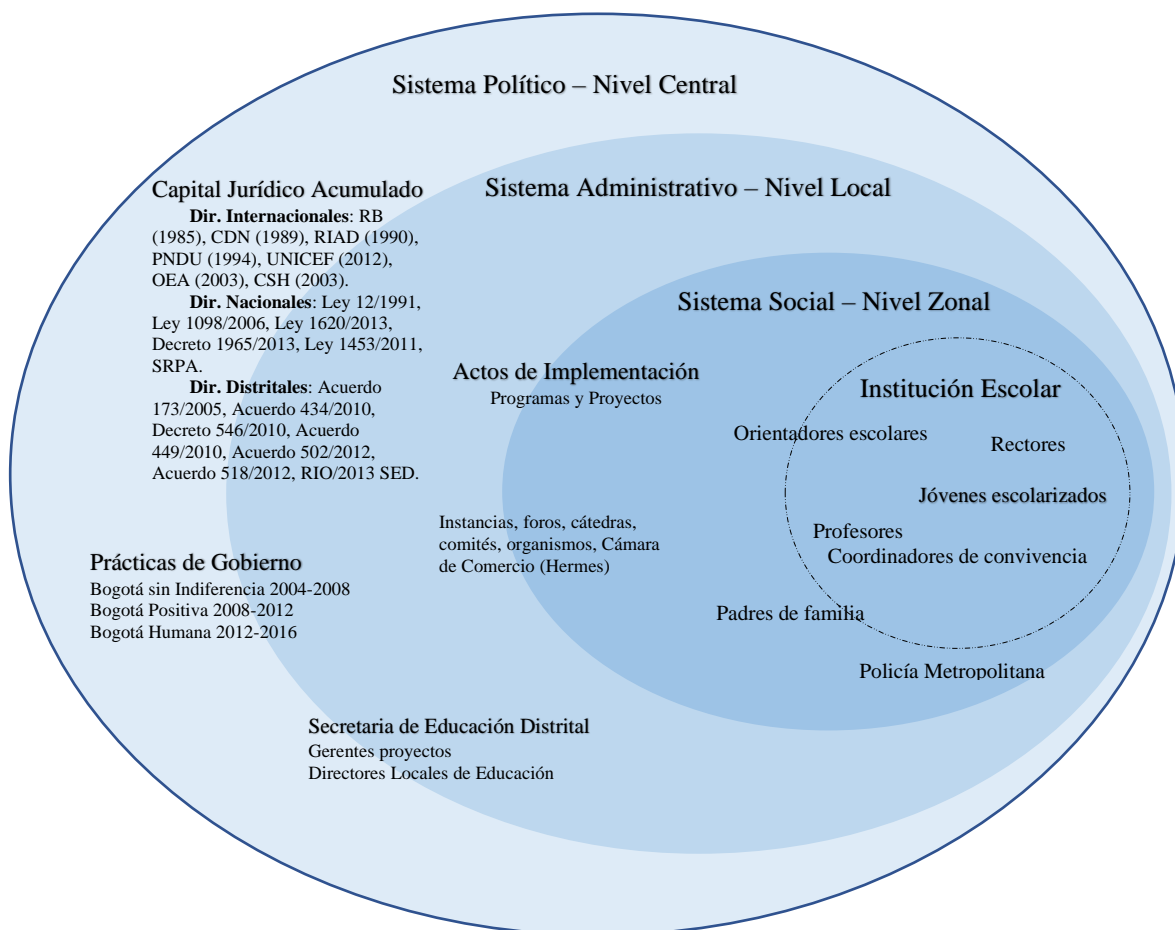 Sistema Político – Nivel Central
Capital Jurídico Acumulado
Dir. Internacionales: RB
(1985), CDN (1989), RIAD (1990),
PNDU (1994), UNICEF (2012),
OEA (2003), CSH (2003).
Dir. Nacionales: Ley 12/1991,
Ley 1098/2006, Ley 1620/2013,
Decreto 1965/2013, Ley 1453/2011,
SRPA.
Dir. Distritales: Acuerdo
173/2005, Acuerdo 434/2010,
Decreto 546/2010, Acuerdo
449/2010, Acuerdo 502/2012,
Acuerdo 518/2012, RIO/2013 SED.
Prácticas de Gobierno
Bogotá sin Indiferencia 2004-2008
Bogotá Positiva 2008-2012
Bogotá Humana 2012-2016
Sistema Administrativo – Nivel Local
Actos de Implementación
Programas y Proyectos
Instancias, foros, cátedras,
comités, organismos, Cámara
de Comercio (Hermes)
Secretaria de Educación Distrital
Gerentes proyectos
Directores Locales de Educación
Sistema Social – Nivel Zonal
Institución Escolar
Orientadores escolares
Rectores
Jóvenes escolarizados
Profesores
Coordinadores de convivencia
Padres de familia
Policía Metropolitana